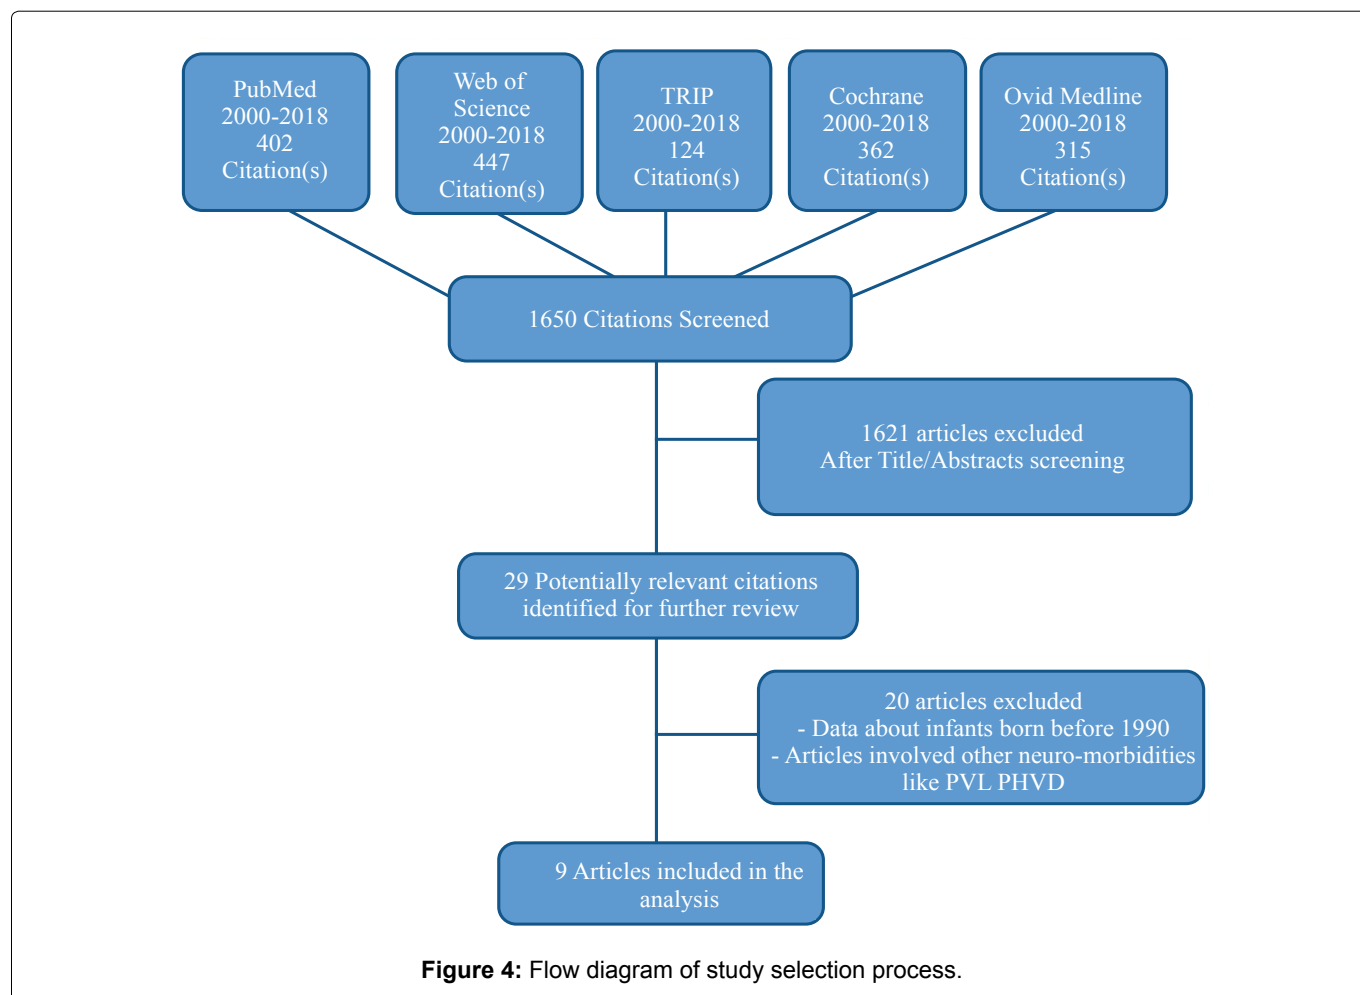 PubMed
2000-2018
402
Citation(s)
Web of
Science
2000-2018
447
Citation(s)
TRIP
2000-2018
124
Citation(s)
Cochrane
2000-2018
362
Citation(s)
Ovid Medline
2000-2018
315
Citation(s)
1650 Citations Screened
1621 articles excluded
After Title/Abstracts screening
29 Potentially relevant citations
identified for further review
20 articles excluded
- Data about infants born before 1990
- Articles involved other neuro-morbidities
like PVL PHVD
9 Articles included in the
analysis
Figure 4: Flow diagram of study selection process.